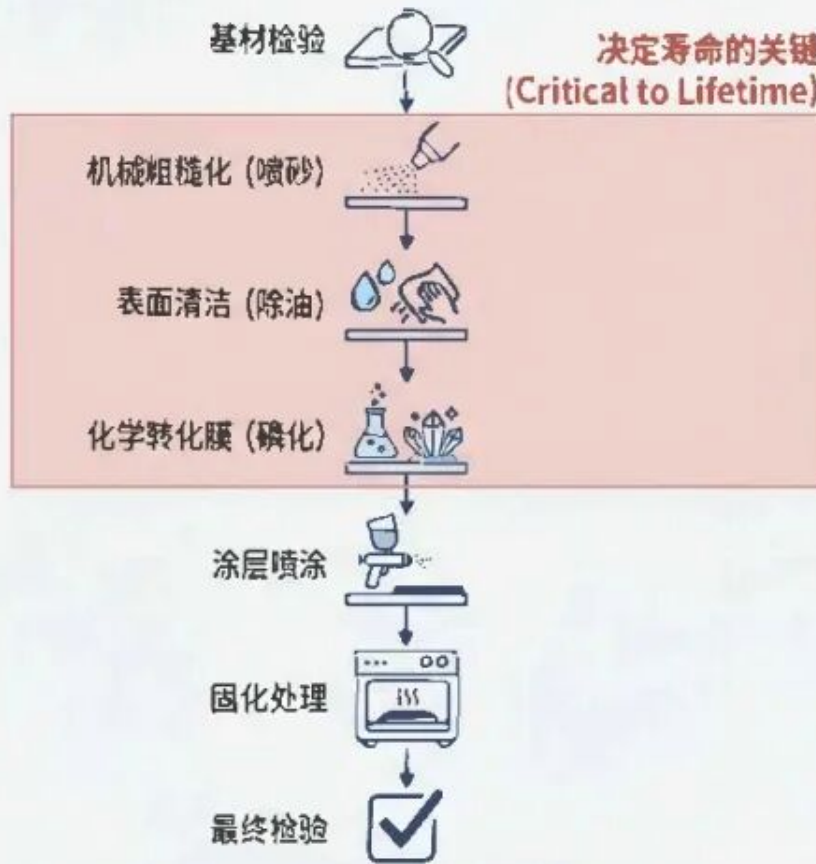 基材检验
决定寿命的关键
(Critical to Lifetime)
机械粗糙化 (喷砂)
表面清洁 (除油)
化学转化膜 (磷化)
涂层喷涂
固化处理
最终检验